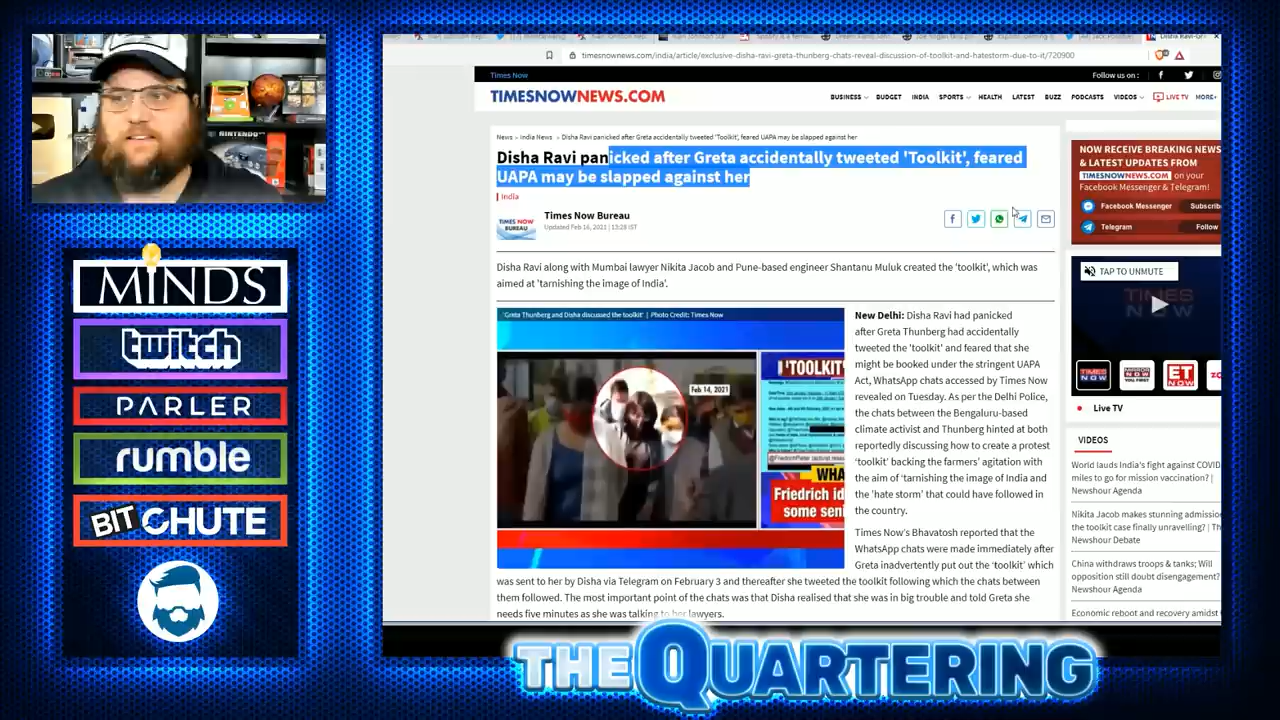 timesnownews.com/india/article/exclusive-disha-ravi-greta-thunberg-chats-reveal-discussion-of-toolkit-and-hatestorm-due-to-it/720900
Times Now
Follow us on :
TIMESNOWNEWS.COM
BUSINESS BUDGET INDIA SPORTS HEALTH LATEST BUZZ PODCASTS VIDEOS LIVE TV MORE+
News » India News » Disha Ravi panicked after Greta accidentally tweeted 'Toolkit', feared UAPA may be slapped against her
Disha Ravi panicked after Greta accidentally tweeted 'Toolkit', feared
UAPA may be slapped against her
India
TIMES NOW
BUREAU
Times Now Bureau
Updated Feb 16, 2021 | 13:28 IST
Disha Ravi along with Mumbai lawyer Nikita Jacob and Pune-based engineer Shantanu Muluk created the 'toolkit', which was
aimed at 'tarnishing the image of India'.
'Greta Thunberg and Disha discussed the toolkit' | Photo Credit: Times Now
Feb 14, 2021
'TOOLKIT
WHA
Friedrich id
some seni
New Delhi: Disha Ravi had panicked
after Greta Thunberg had accidentally
tweeted the 'toolkit' and feared that she
might be booked under the stringent UAPA
Act, WhatsApp chats accessed by Times Now
revealed on Tuesday. As per the Delhi Police,
the chats between the Bengaluru-based
climate activist and Thunberg hinted at both
reportedly discussing how to create a protest
'toolkit' backing the farmers' agitation with
the aim of 'tarnishing the image of India and
the 'hate storm' that could have followed in
the country.
Times Now's Bhavatosh reported that the
WhatsApp chats were made immediately after
Greta inadvertently put out the 'toolkit' which
was sent to her by Disha via Telegram on February 3 and thereafter she tweeted the toolkit following which the chats between
them followed. The most important point of the chats was that Disha realised that she was in big trouble and told Greta she
needs five minutes as she was talking to her lawyers.
NOW RECEIVE BREAKING NEWS
& LATEST UPDATES FROM
TIMESNOWNEWS.COM on your
Facebook Messenger & Telegram!
Facebook Messenger Subscrib
Telegram Follow
TAP TO UNMUTE
TIMES NOW
ET NOW
Live TV
VIDEOS
World lauds India's fight against COVID
miles to go for mission vaccination? |
Newshour Agenda
Nikita Jacob makes stunning admission
the toolkit case finally unravelling? | Th
Newshour Debate
China withdraws troops & tanks; Will
opposition still doubt disengagement?
Newshour Agenda
Economic reboot and recovery amidst
NINTENDO
MINDS
twitch
PARLER
rumble
BITCHUTE
THE QUARTERING